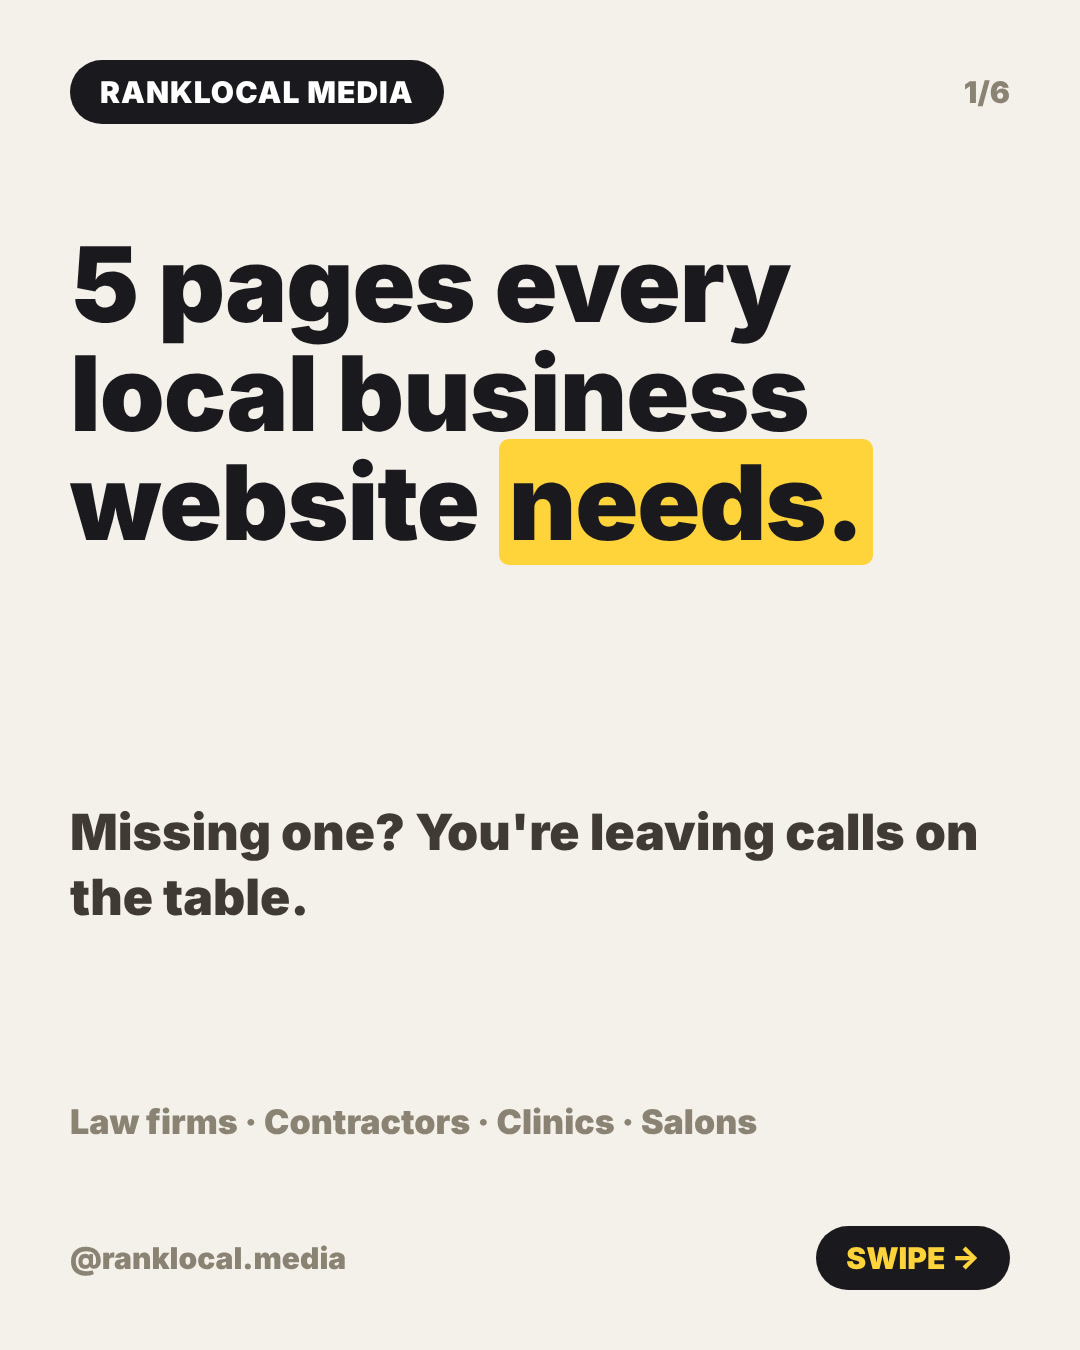 RANKLOCAL MEDIA
1/6
5 pages every
local business
website needs.
Missing one? You're leaving calls on
the table.
Law firms · Contractors · Clinics · Salons
@ranklocal.media
SWIPE →